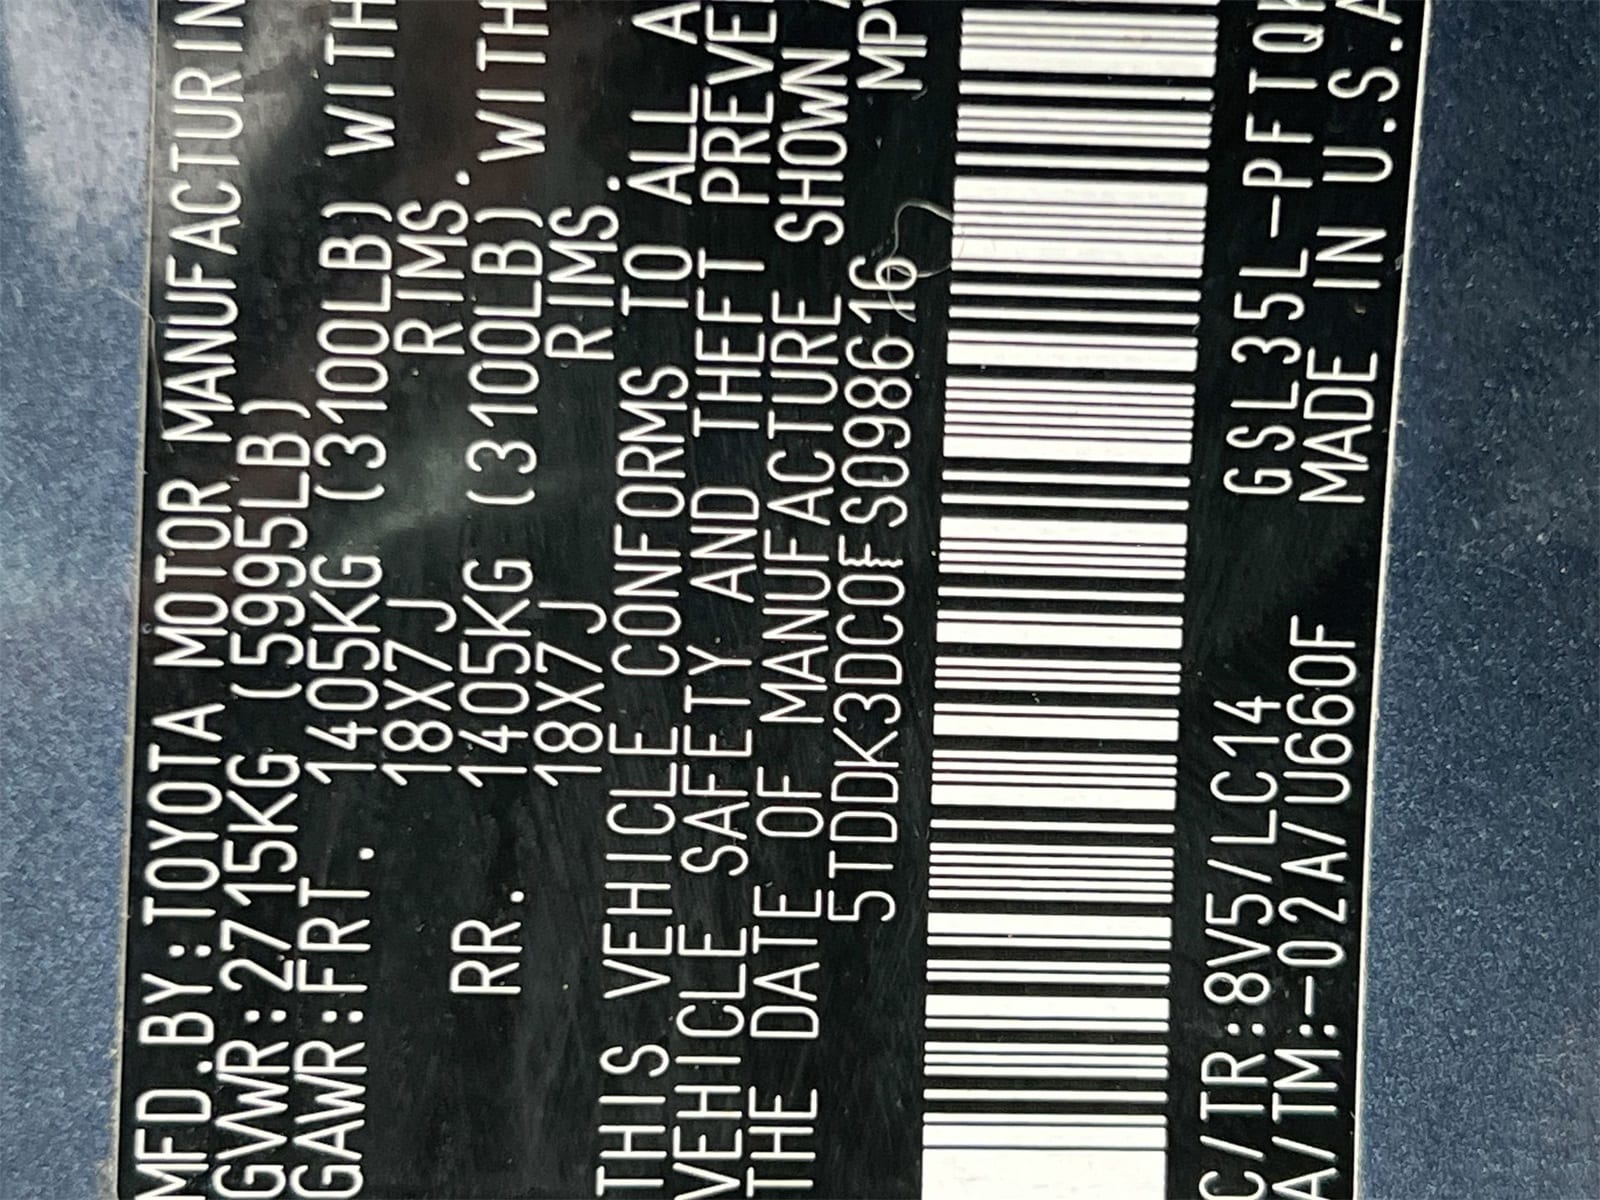 MFD.BY:TOYOTA MOTOR MANUFACTURIN
GVWR:2715KG (5995LB)
GAWR:FRT. 1405KG (3100LB) WITH
18X7J RIMS.
RR. 1405KG (3100LB) WITH
18X7J RIMS.
THIS VEHICLE CONFORMS TO ALL A
VEHICLE SAFETY AND THEFT PREVE
THE DATE OF MANUFACTURE SHOWN
5TDDK3DC0FS098616 MPV
C/TR:8V5/LC14 GSL35L-PFTQK
A/TM:-02A/U660F MADE IN U.S.A.